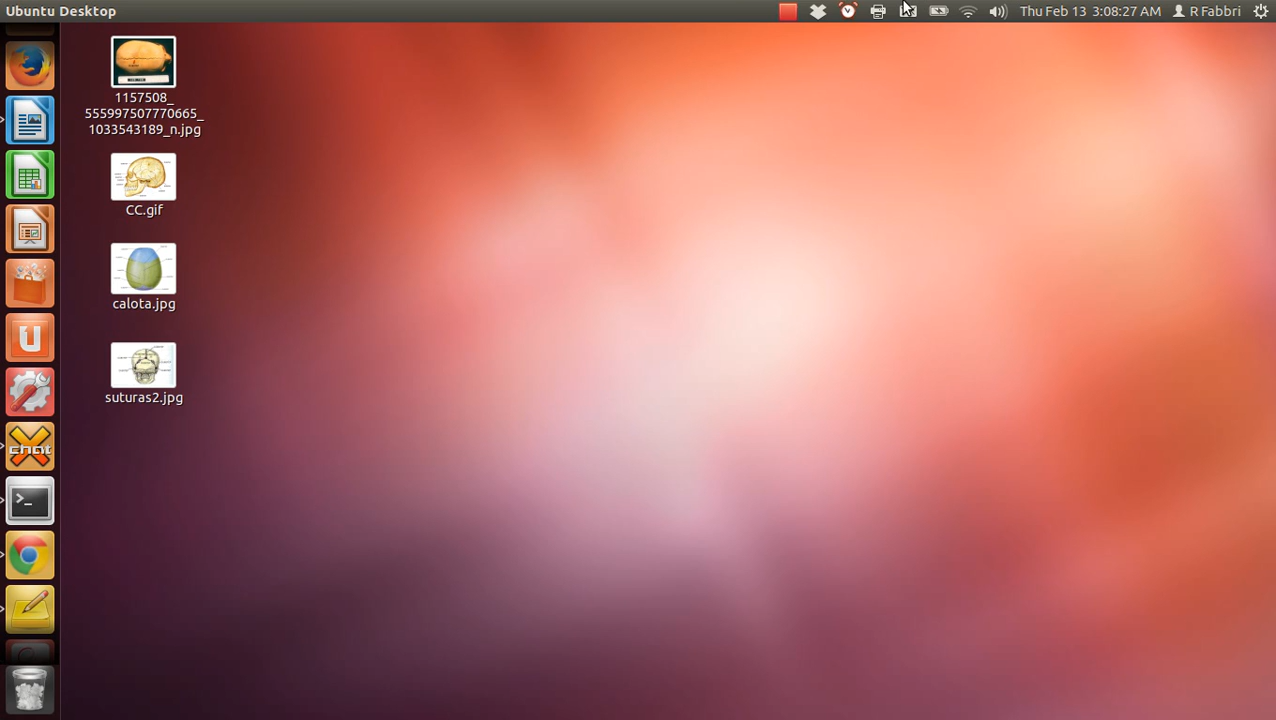 Ubuntu Desktop
Thu Feb 13 3:08:27 AM
R Fabbri
1157508_
555997507770665_
1033543189_n.jpg
CC.gif
calota.jpg
suturas2.jpg
U
chat
>_